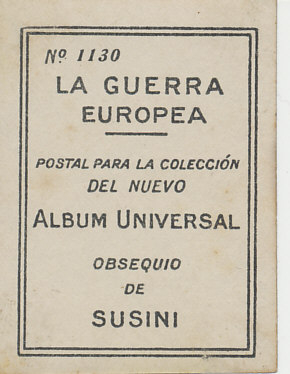 Nº 1130
LA GUERRA
EUROPEA
POSTAL PARA LA COLECCIÓN
DEL NUEVO
ALBUM UNIVERSAL
OBSEQUIO
DE
SUSINI